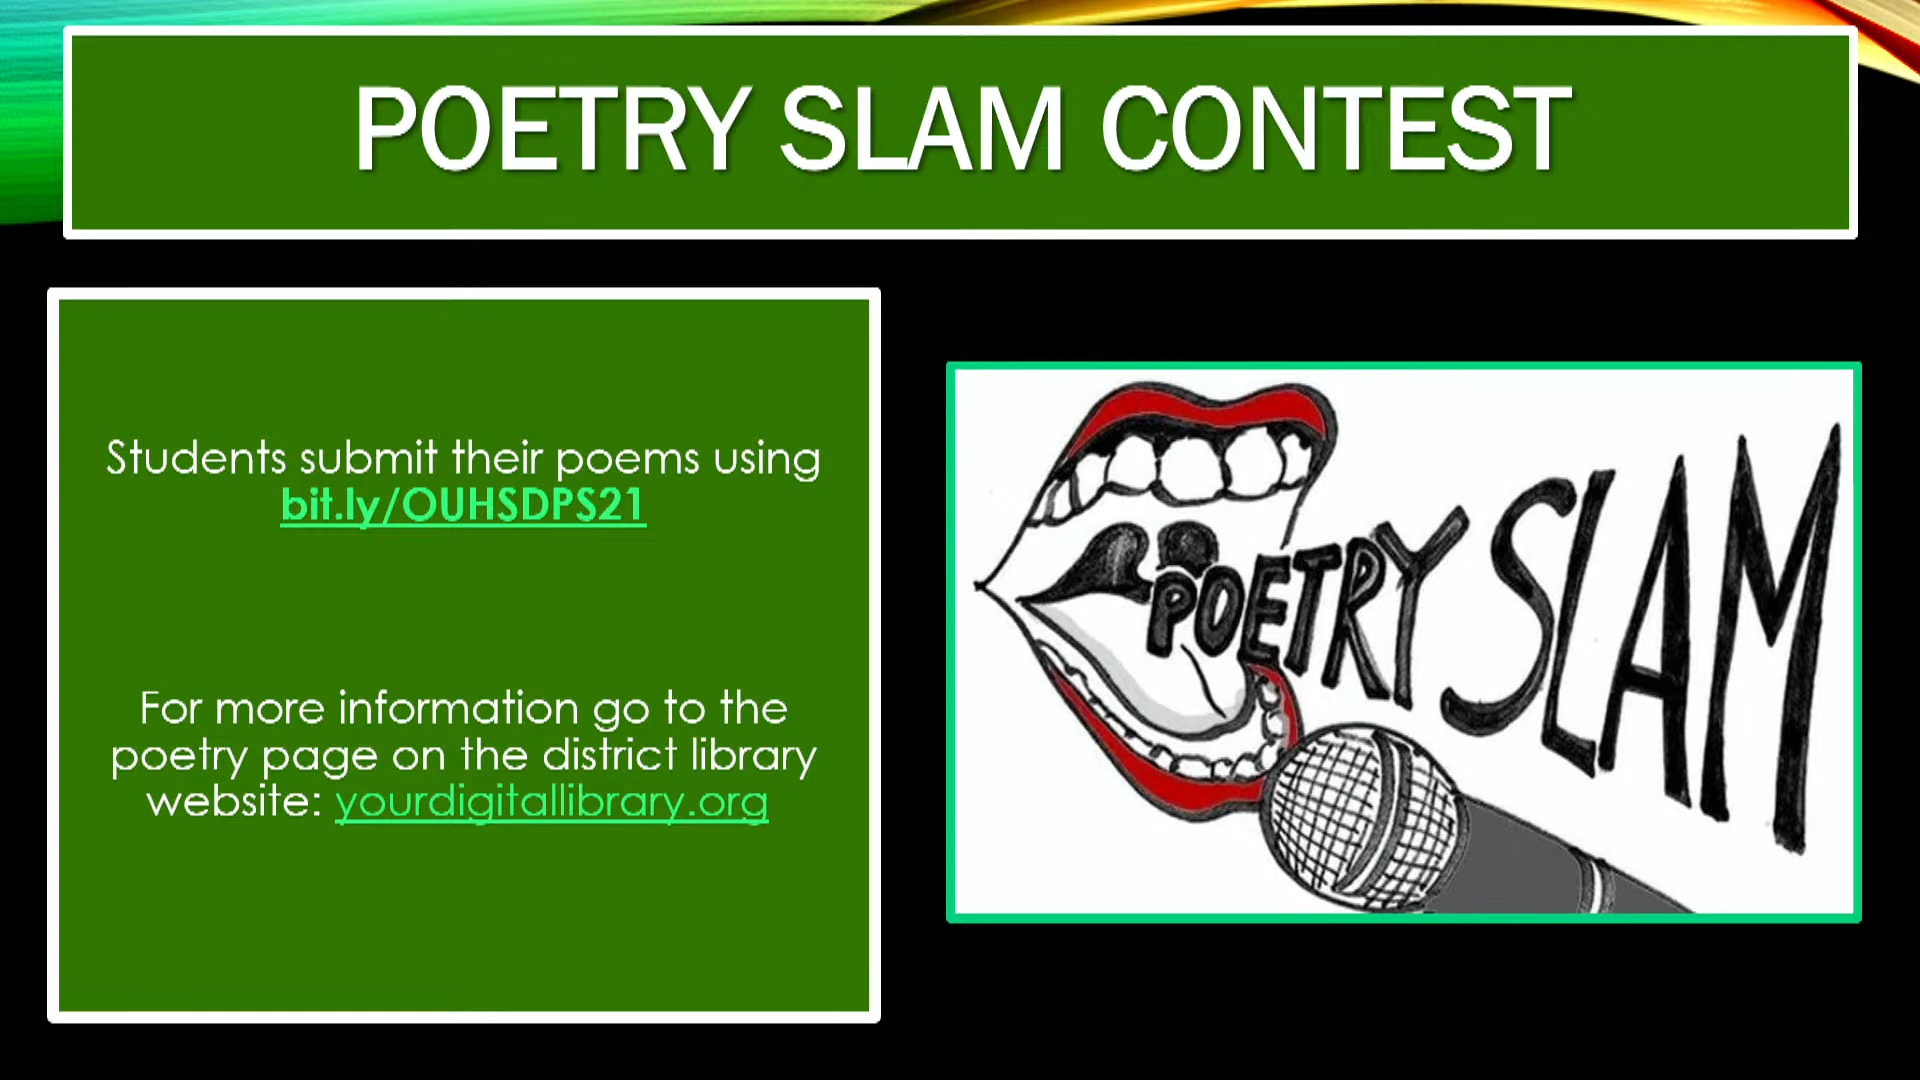 POETRY SLAM CONTEST
Students submit their poems using
bit.ly/OUHSDPS21
For more information go to the
poetry page on the district library
website: yourdigitallibrary.org
POETRY SLAM